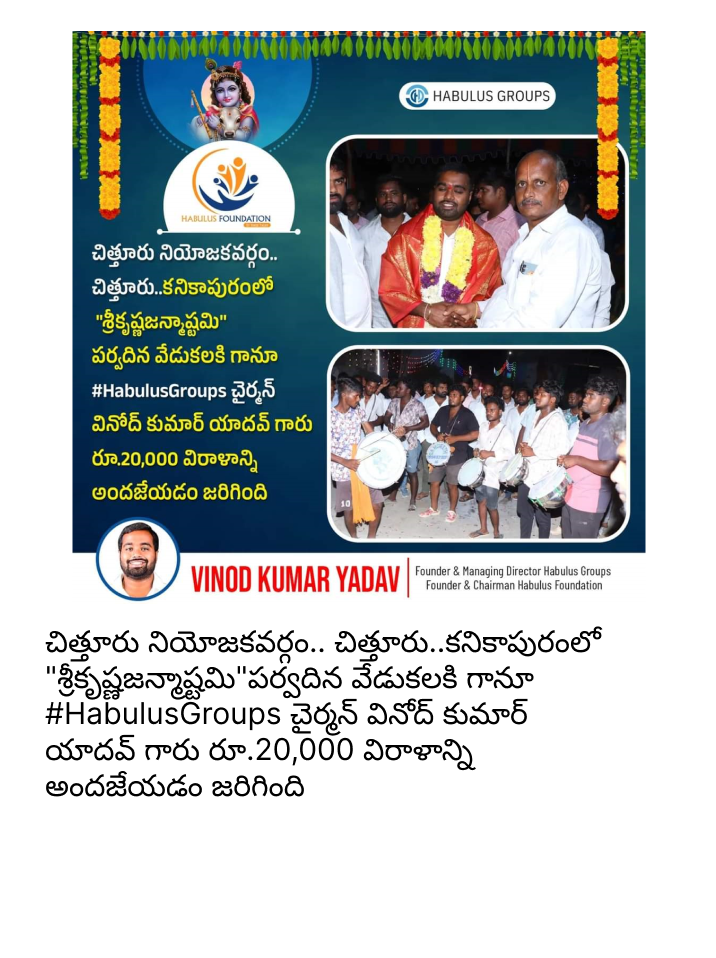 HABULUS GROUPS
HABULUS FOUNDATION
చిత్తూరు నియోజకవర్గం..
చిత్తూరు..కనికాపురంలో
"శ్రీకృష్ణజన్మాష్టమి"
పర్వదిన వేడుకలకి గానూ
#HabulusGroups చైర్మన్
వినోద్ కుమార్ యాదవ్ గారు
రూ.20,000 విరాళాన్ని
అందజేయడం జరిగింది
VINOD KUMAR YADAV
Founder & Managing Director Habulus Groups
Founder & Chairman Habulus Foundation
చిత్తూరు నియోజకవర్గం.. చిత్తూరు..కనికాపురంలో
"శ్రీకృష్ణజన్మాష్టమి"పర్వదిన వేడుకలకి గానూ
#HabulusGroups చైర్మన్ వినోద్ కుమార్
యాదవ్ గారు రూ.20,000 విరాళాన్ని
అందజేయడం జరిగింది